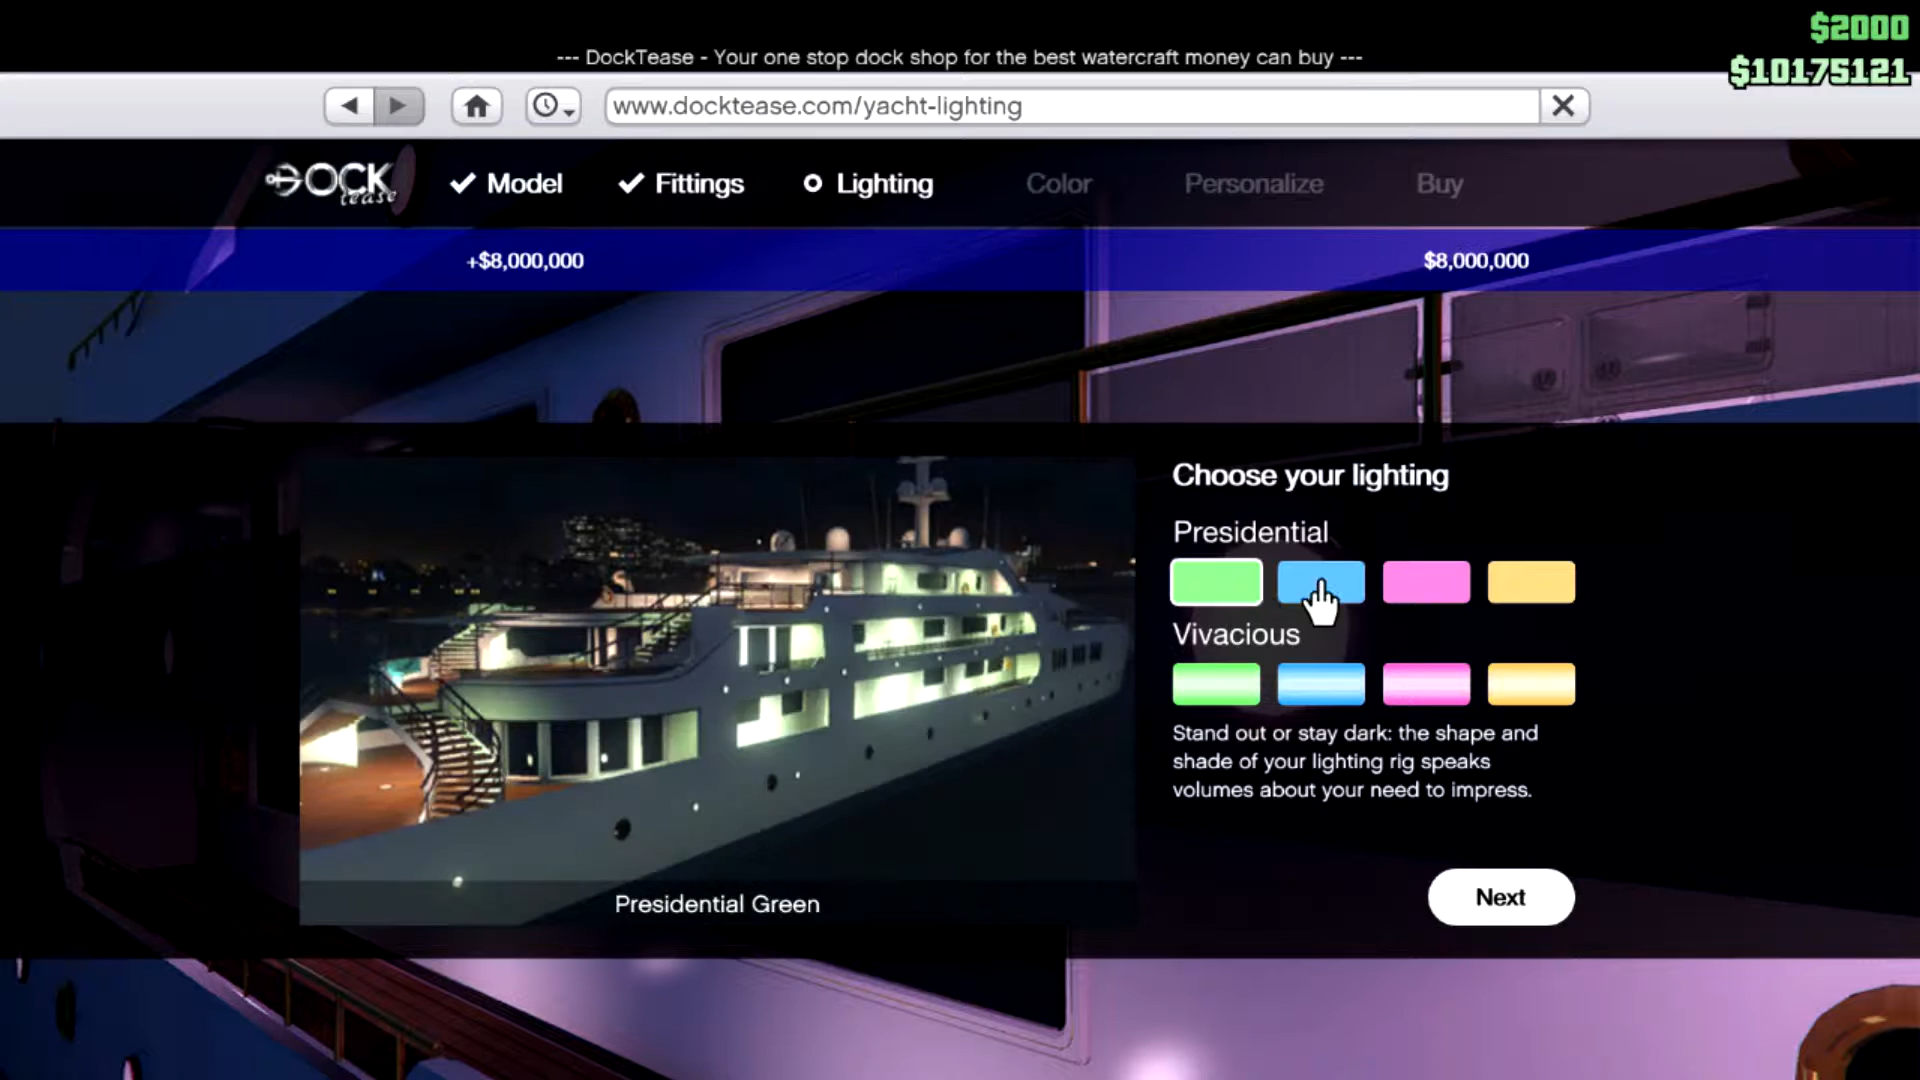 $2000
$10175121
--- DockTease - Your one stop dock shop for the best watercraft money can buy ---
www.docktease.com/yacht-lighting
DOCK
tease
Model
Fittings
Lighting
Color
Personalize
Buy
+$8,000,000
$8,000,000
Choose your lighting
Presidential
Vivacious
Stand out or stay dark: the shape and
shade of your lighting rig speaks
volumes about your need to impress.
Presidential Green
Next